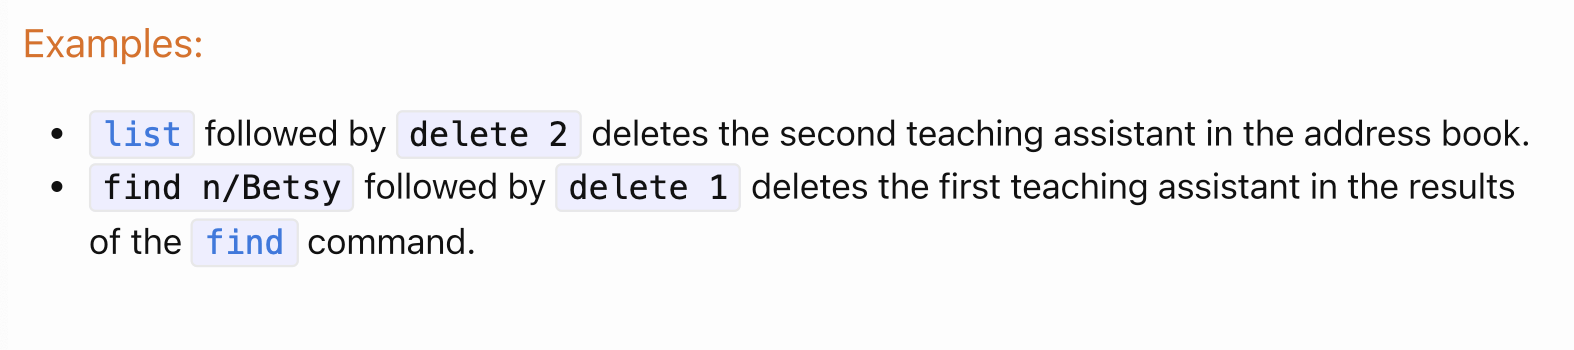 Examples:
• list followed by delete 2 deletes the second teaching assistant in the address book.
• find n/Betsy followed by delete 1 deletes the first teaching assistant in the results
of the find command.